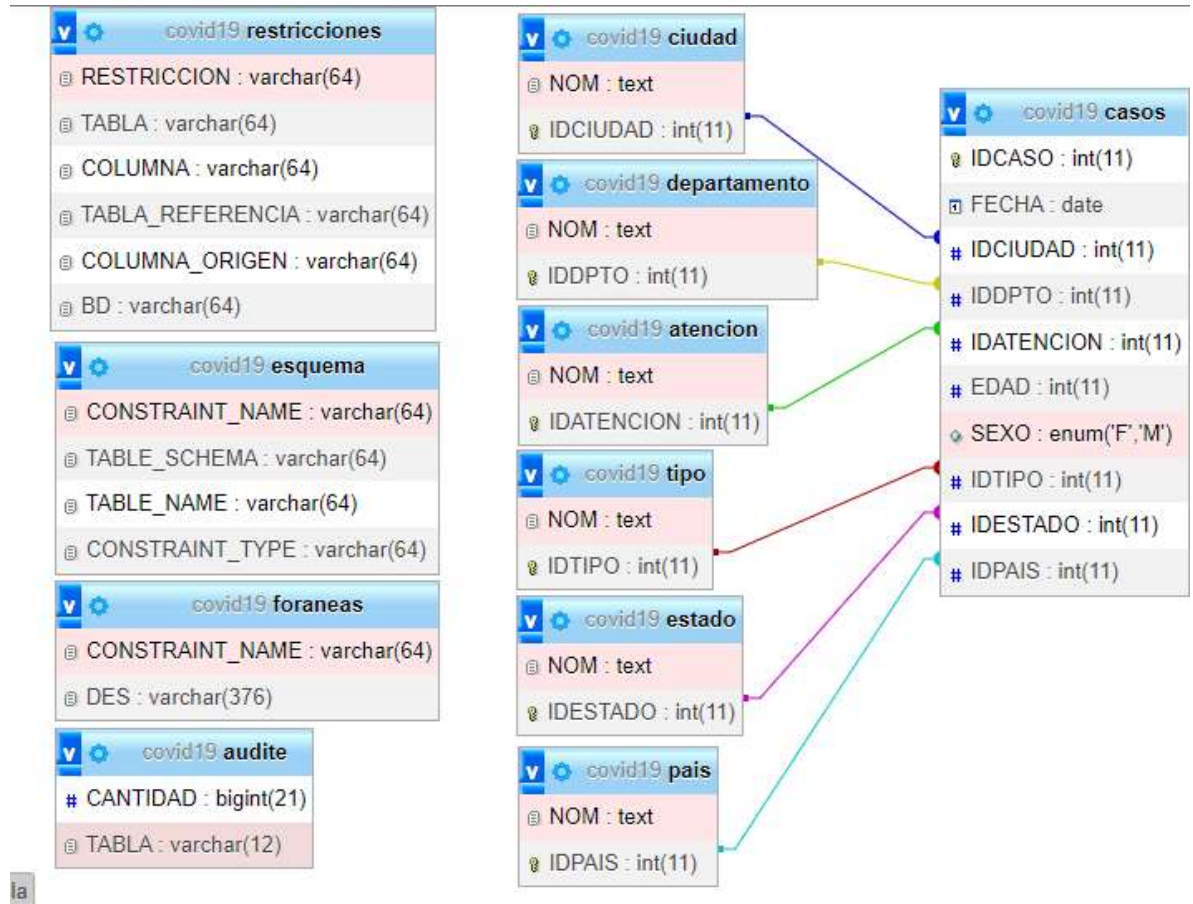 covid19 restricciones
RESTRICCION : varchar(64)
TABLA : varchar(64)
COLUMNA : varchar(64)
TABLA_REFERENCIA : varchar(64)
COLUMNA_ORIGEN : varchar(64)
BD : varchar(64)
covid19 esquema
CONSTRAINT_NAME : varchar(64)
TABLE_SCHEMA : varchar(64)
TABLE_NAME : varchar(64)
CONSTRAINT_TYPE : varchar(64)
covid19 foraneas
CONSTRAINT_NAME : varchar(64)
DES : varchar(376)
covid19 audite
# CANTIDAD : bigint(21)
TABLA : varchar(12)
la
covid19 ciudad
NOM : text
IDCIUDAD : int(11)
covid19 departamento
NOM : text
IDDPTO : int(11)
covid19 atencion
NOM : text
IDATENCION : int(11)
covid19 tipo
NOM : text
IDTIPO : int(11)
covid19 estado
NOM : text
IDESTADO : int(11)
covid19 pais
NOM : text
IDPAIS : int(11)
covid19 casos
IDCASO : int(11)
FECHA : date
# IDCIUDAD : int(11)
# IDDPTO : int(11)
# IDATENCION : int(11)
# EDAD : int(11)
SEXO : enum('F','M')
# IDTIPO : int(11)
# IDESTADO : int(11)
# IDPAIS : int(11)